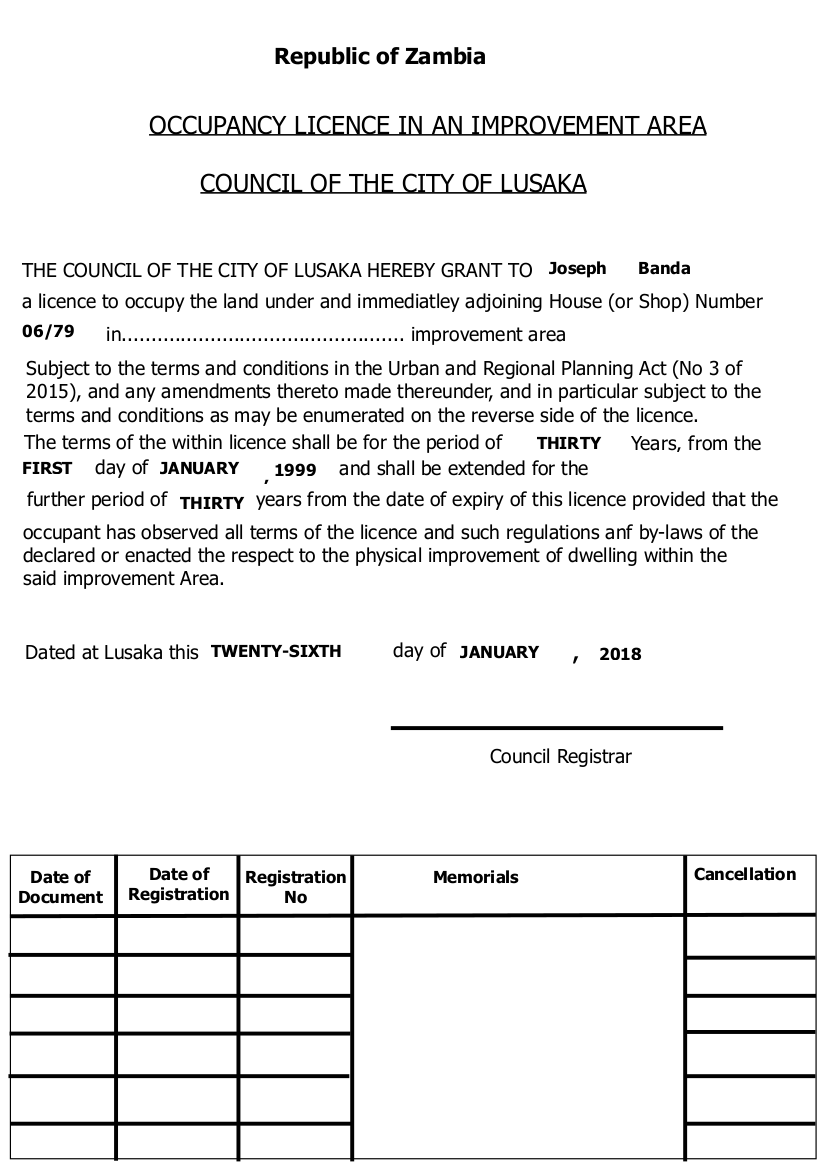 Republic of Zambia
OCCUPANCY LICENCE IN AN IMPROVEMENT AREA
COUNCIL OF THE CITY OF LUSAKA
THE COUNCIL OF THE CITY OF LUSAKA HEREBY GRANT TO Joseph Banda
a licence to occupy the land under and immediatley adjoining House (or Shop) Number
06/79 in................................................ improvement area
Subject to the terms and conditions in the Urban and Regional Planning Act (No 3 of
2015), and any amendments thereto made thereunder, and in particular subject to the
terms and conditions as may be enumerated on the reverse side of the licence.
The terms of the within licence shall be for the period of THIRTY Years, from the
FIRST day of JANUARY , 1999 and shall be extended for the
further period of THIRTY years from the date of expiry of this licence provided that the
occupant has observed all terms of the licence and such regulations anf by-laws of the
declared or enacted the respect to the physical improvement of dwelling within the
said improvement Area.
Dated at Lusaka this TWENTY-SIXTH day of JANUARY , 2018
Council Registrar
Date of Document Date of Registration Registration No Memorials Cancellation